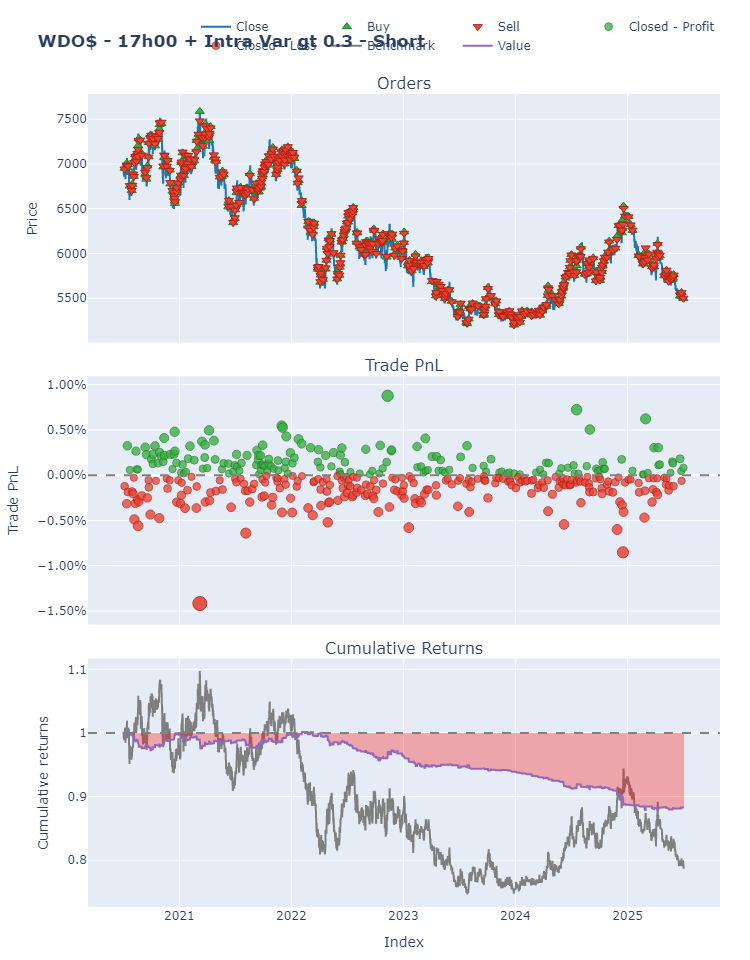 Close Buy Sell Closed - Profit
WDO$ - 17h00 + Intra Var gt 0.3 - Short
Closed - Loss Benchmark Value
Orders
7500
7000
6500
6000
5500
Price
Trade PnL
1.00%
0.50%
0.00%
−0.50%
−1.00%
−1.50%
Trade PnL
Cumulative Returns
1.1
1
0.9
0.8
Cumulative returns
2021 2022 2023 2024 2025
Index